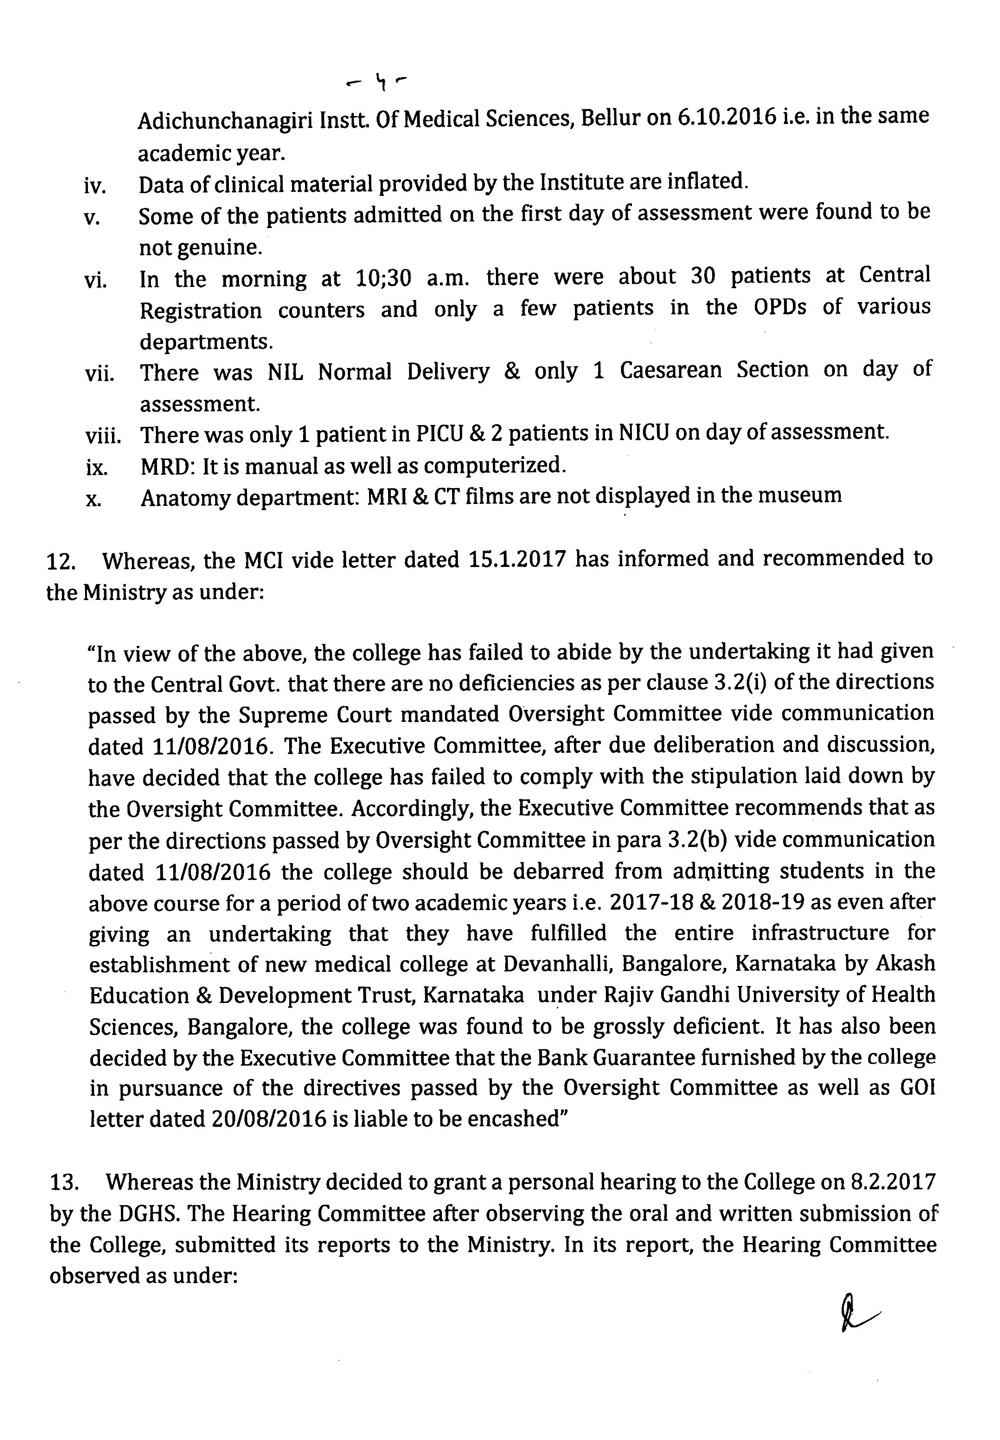 - 4 -
Adichunchanagiri Instt. Of Medical Sciences, Bellur on 6.10.2016 i.e. in the same
academic year.
iv. Data of clinical material provided by the Institute are inflated.
v. Some of the patients admitted on the first day of assessment were found to be
not genuine.
vi. In the morning at 10;30 a.m. there were about 30 patients at Central
Registration counters and only a few patients in the OPDs of various
departments.
vii. There was NIL Normal Delivery & only 1 Caesarean Section on day of
assessment.
viii. There was only 1 patient in PICU & 2 patients in NICU on day of assessment.
ix. MRD: It is manual as well as computerized.
x. Anatomy department: MRI & CT films are not displayed in the museum
12. Whereas, the MCI vide letter dated 15.1.2017 has informed and recommended to
the Ministry as under:
“In view of the above, the college has failed to abide by the undertaking it had given
to the Central Govt. that there are no deficiencies as per clause 3.2(i) of the directions
passed by the Supreme Court mandated Oversight Committee vide communication
dated 11/08/2016. The Executive Committee, after due deliberation and discussion,
have decided that the college has failed to comply with the stipulation laid down by
the Oversight Committee. Accordingly, the Executive Committee recommends that as
per the directions passed by Oversight Committee in para 3.2(b) vide communication
dated 11/08/2016 the college should be debarred from admitting students in the
above course for a period of two academic years i.e. 2017-18 & 2018-19 as even after
giving an undertaking that they have fulfilled the entire infrastructure for
establishment of new medical college at Devanhalli, Bangalore, Karnataka by Akash
Education & Development Trust, Karnataka under Rajiv Gandhi University of Health
Sciences, Bangalore, the college was found to be grossly deficient. It has also been
decided by the Executive Committee that the Bank Guarantee furnished by the college
in pursuance of the directives passed by the Oversight Committee as well as GOI
letter dated 20/08/2016 is liable to be encashed”
13. Whereas the Ministry decided to grant a personal hearing to the College on 8.2.2017
by the DGHS. The Hearing Committee after observing the oral and written submission of
the College, submitted its reports to the Ministry. In its report, the Hearing Committee
observed as under: